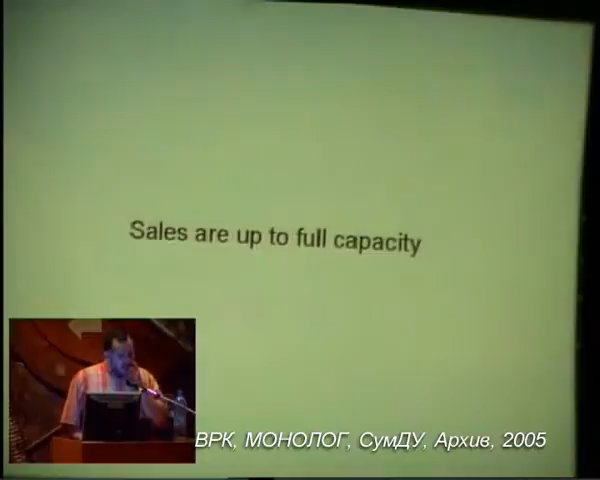 Sales are up to full capacity
ВРК, МОНОЛОГ, СумДУ, Архив, 2005